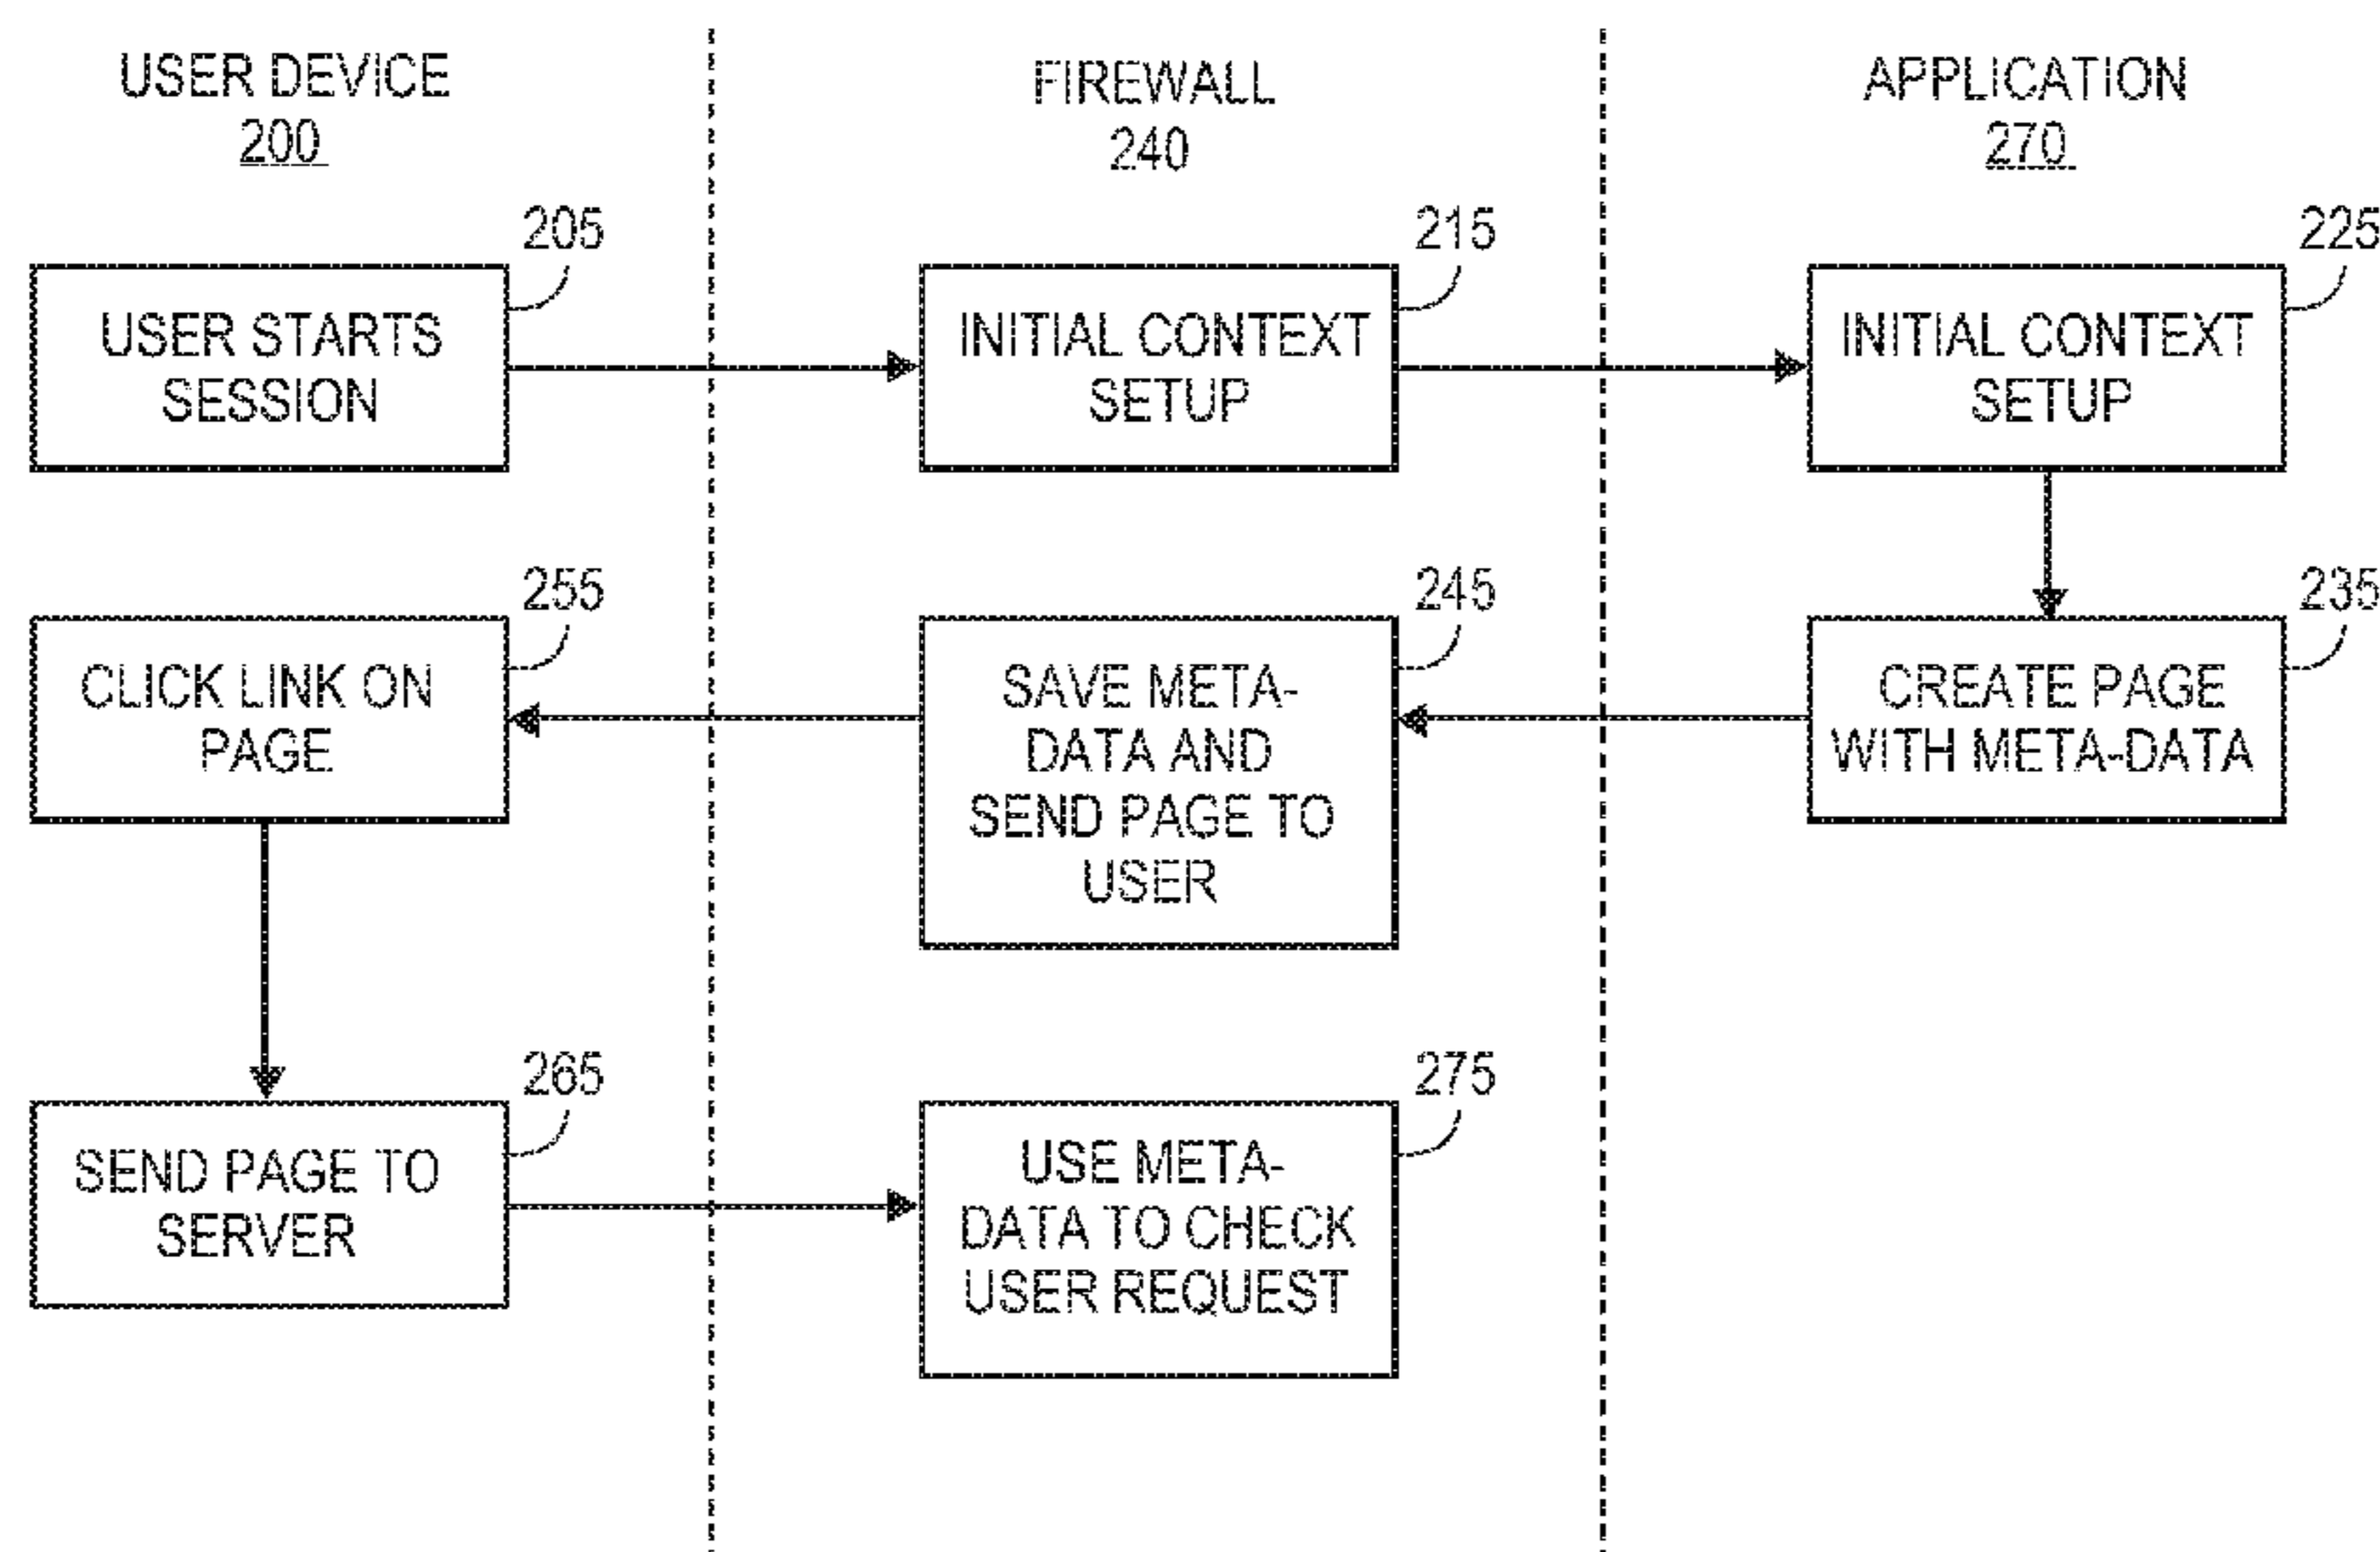 USER DEVICE
200
FIREWALL
240
APPLICATION
270
205
USER STARTS
SESSION
215
INITIAL CONTEXT
SETUP
225
INITIAL CONTEXT
SETUP
255
CLICK LINK ON
PAGE
245
SAVE META-
DATA AND
SEND PAGE TO
USER
235
CREATE PAGE
WITH META-DATA
265
SEND PAGE TO
SERVER
275
USE META-
DATA TO CHECK
USER REQUEST